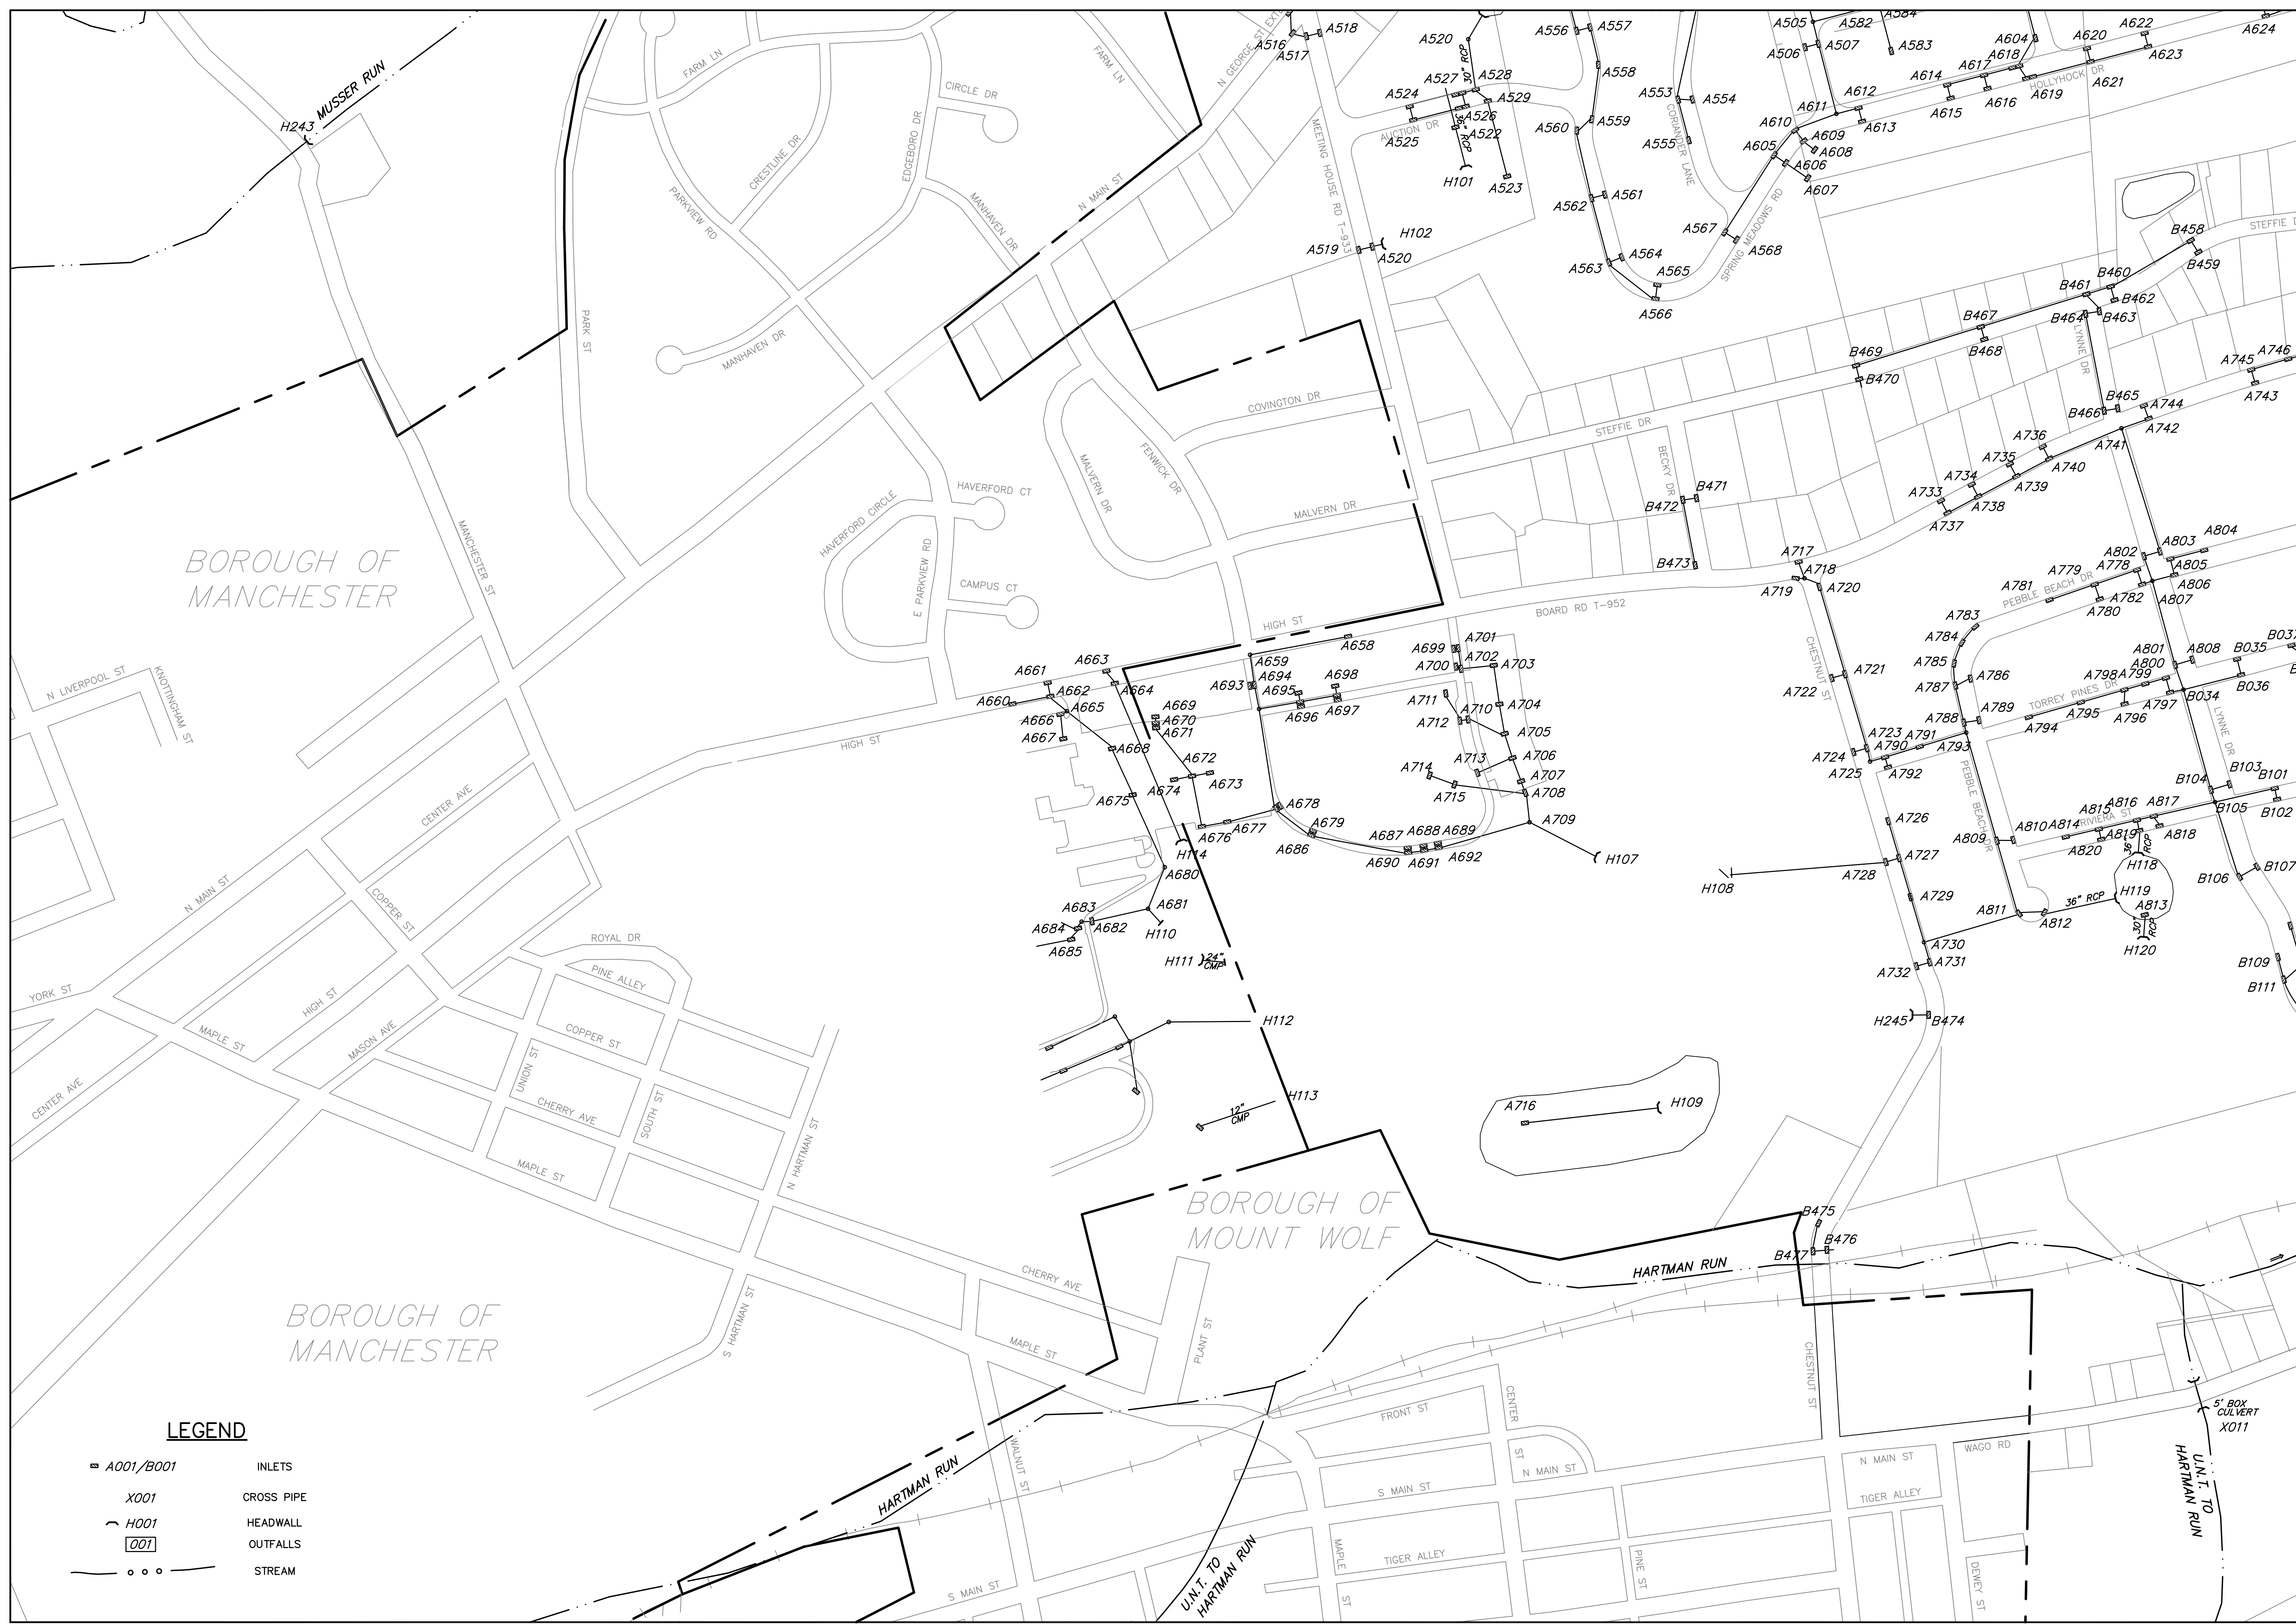 MUSSER RUN
H243
FARM LN
CIRCLE DR
CRESTLINE DR
EDGEBORO DR
PARKVIEW RD
MANHAVEN DR
MANHAVEN DR
PARK ST
FARM LN
N GEORGE ST EXT
N MAIN ST
MEETING HOUSE RD T-933
A516
A517
A518
A520
30" RCP
A524
A527
A528
A529
A526
36" RCP
A522
AUCTION DR
A525
H101
A523
A519
A520
H102
A556
A557
A558
A559
A560
A561
A562
A563
A564
A565
A566
A553
A554
A555
CORIANDER LANE
A567
A568
SPRING MEADOWS RD
A505
A582
A584
A506
A507
A583
A604
A620
A622
A624
A623
A621
A618
A617
A614
A619
A616
A615
HOLLYHOCK DR
A612
A611
A613
A610
A609
A608
A605
A606
A607
B458
B459
STEFFIE D
B460
B461
B462
B463
B464
LYNNE DR
B467
B468
B469
B470
B465
B466
A744
A742
A741
A745
A746
A743
A736
A735
A740
A734
A739
A733
A738
A737
COVINGTON DR
STEFFIE DR
BECKY DR
B471
B472
B473
FENWICK DR
MALVERN DR
MALVERN DR
HAVERFORD CT
HAVERFORD CIRCLE
E PARKVIEW RD
CAMPUS CT
MANCHESTER ST
BOROUGH OF
MANCHESTER
HIGH ST
BOARD RD T-952
A717
A718
A719
A720
A721
A722
CHESTNUT ST
A723
A724
A725
A790
A791
A792
A793
A804
A803
A802
A805
A806
A807
A778
A779
A781
A780
A782
PEBBLE BEACH DR
A783
A784
A785
A786
A787
A788
A789
A801
A800
A808
A799
A798
A797
A796
A795
A794
TORREY PINES DR
B034
B035
B036
B037
LYNNE DR
A658
A659
A661
A663
A660
A662
A664
A665
A666
A667
A668
A669
A670
A671
A672
A673
A674
A675
A676
A677
A678
A679
A686
A687
A688
A689
A690
A691
A692
A693
A694
A695
A696
A697
A698
A699
A700
A701
A702
A703
A704
A705
A706
A707
A708
A709
A710
A711
A712
A713
A714
A715
H107
H114
A680
A681
H110
A682
A683
A684
A685
H111
24"
CMP
H112
H113
12"
CMP
N LIVERPOOL ST
KNOTTINGHAM ST
HIGH ST
CENTER AVE
COPPER ST
N MAIN ST
ROYAL DR
PINE ALLEY
COPPER ST
YORK ST
HIGH ST
MAPLE ST
MASON AVE
UNION ST
CHERRY AVE
SOUTH ST
N HARTMAN ST
MAPLE ST
CENTER AVE
CHERRY AVE
S HARTMAN ST
MAPLE ST
PLANT ST
BOROUGH OF
MANCHESTER
BOROUGH OF
MOUNT WOLF
A716
H109
H108
A726
A727
A728
A729
A730
A731
A732
H245
B474
A809
A810
A814
A815
A816
A817
A818
A819
A820
RIVIERA ST
PEBBLE BEACH DR
36"
RCP
H118
H119
36" RCP
A811
A812
A813
30"
RCP
H120
B101
B102
B103
B104
B105
B106
B107
B109
B111
B475
B476
B477
HARTMAN RUN
CHESTNUT ST
WALNUT ST
HARTMAN RUN
U.N.T. TO
HARTMAN RUN
FRONT ST
CENTER
ST
N MAIN ST
S MAIN ST
TIGER ALLEY
MAPLE
ST
PINE ST
S MAIN ST
N MAIN ST
TIGER ALLEY
WAGO RD
DEWEY ST
5' BOX
CULVERT
X011
U.N.T. TO
HARTMAN RUN
LEGEND
A001/B001 INLETS
X001 CROSS PIPE
H001 HEADWALL
001 OUTFALLS
STREAM